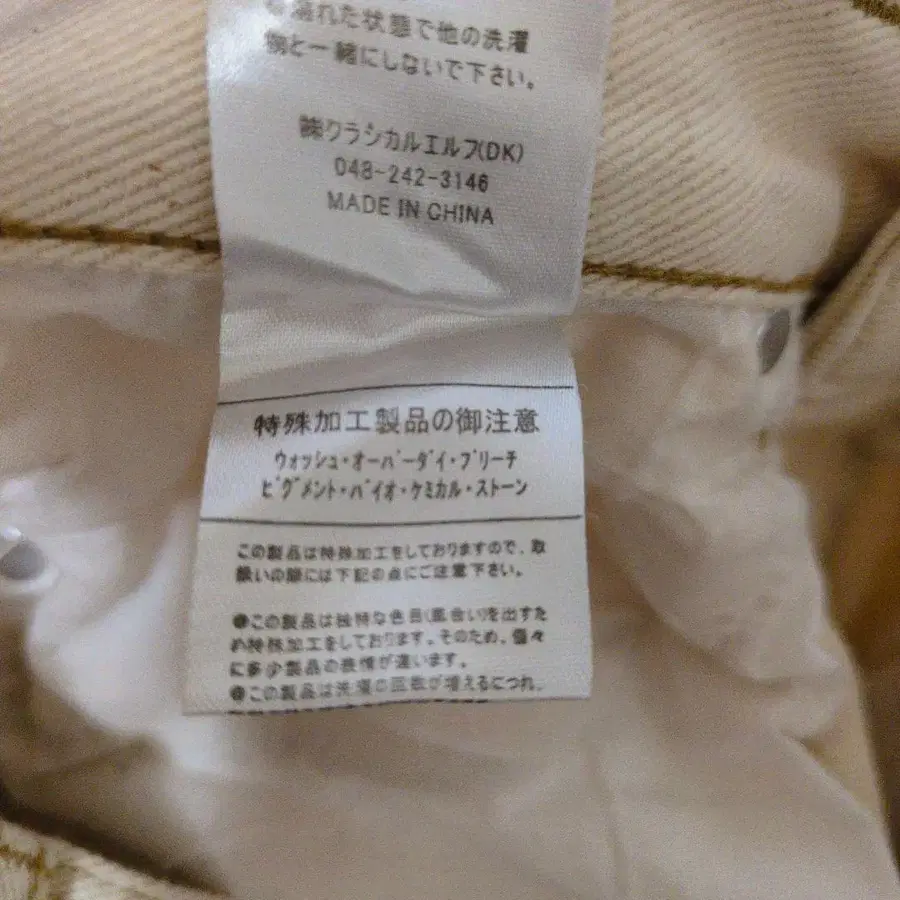 濡れた状態で他の洗濯
物と一緒にしないで下さい。
㈱クラシカルエルフ(DK)
048-242-3146
MADE IN CHINA
特殊加工製品の御注意
ウォッシュ・オーバーダイ・ブリーチ
ピグメント・バイオ・ケミカル・ストーン
この製品は特殊加工をしておりますので、取
扱いの際には下記の点にご注意下さい。
●この製品は独特な色目(風合い)を出すた
め特殊加工をしております。そのため、個々
に多少製品の表情が違います。
●この製品は洗濯の回数が増えるにつれ、